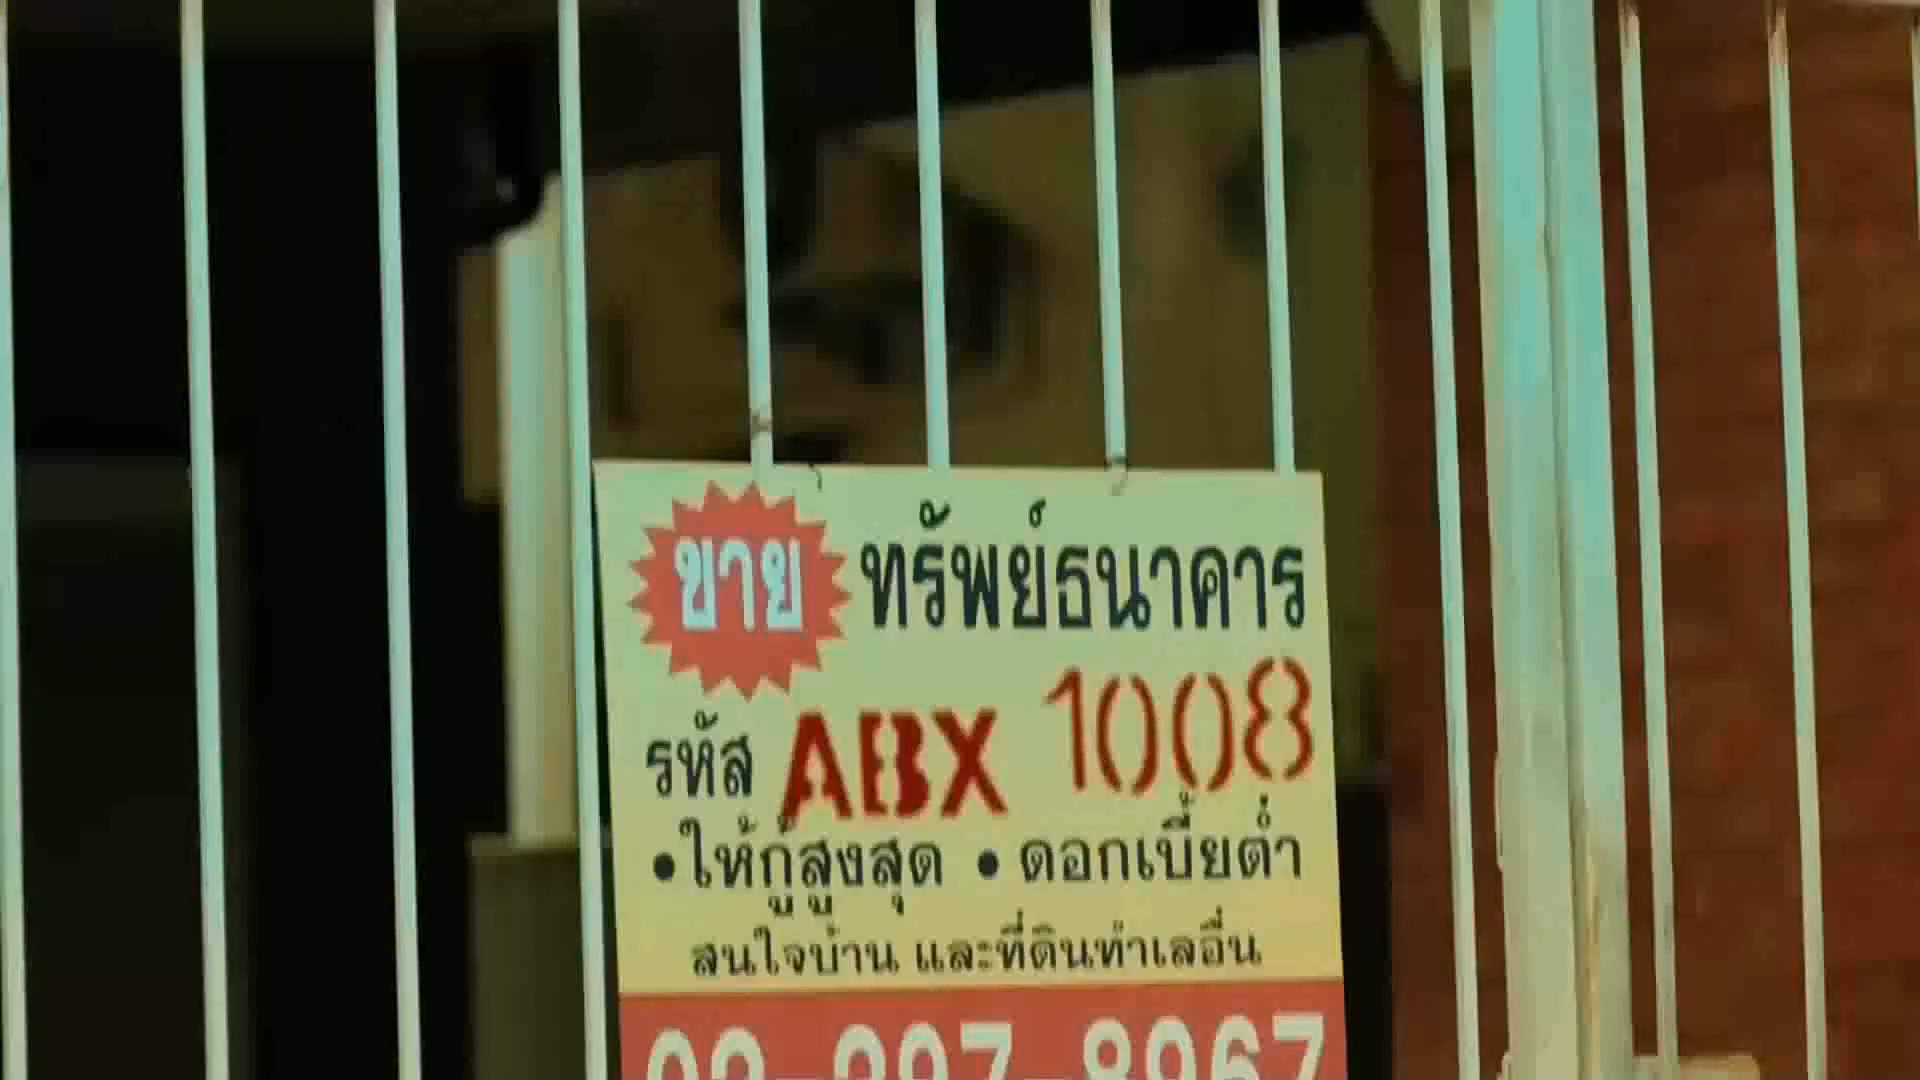 ขาย ทรัพย์ธนาคาร
รหัส ABX 1008
• ให้กู้สูงสุด • ดอกเบี้ยต่ำ
สนใจบ้าน และที่ดินทำเลอื่น